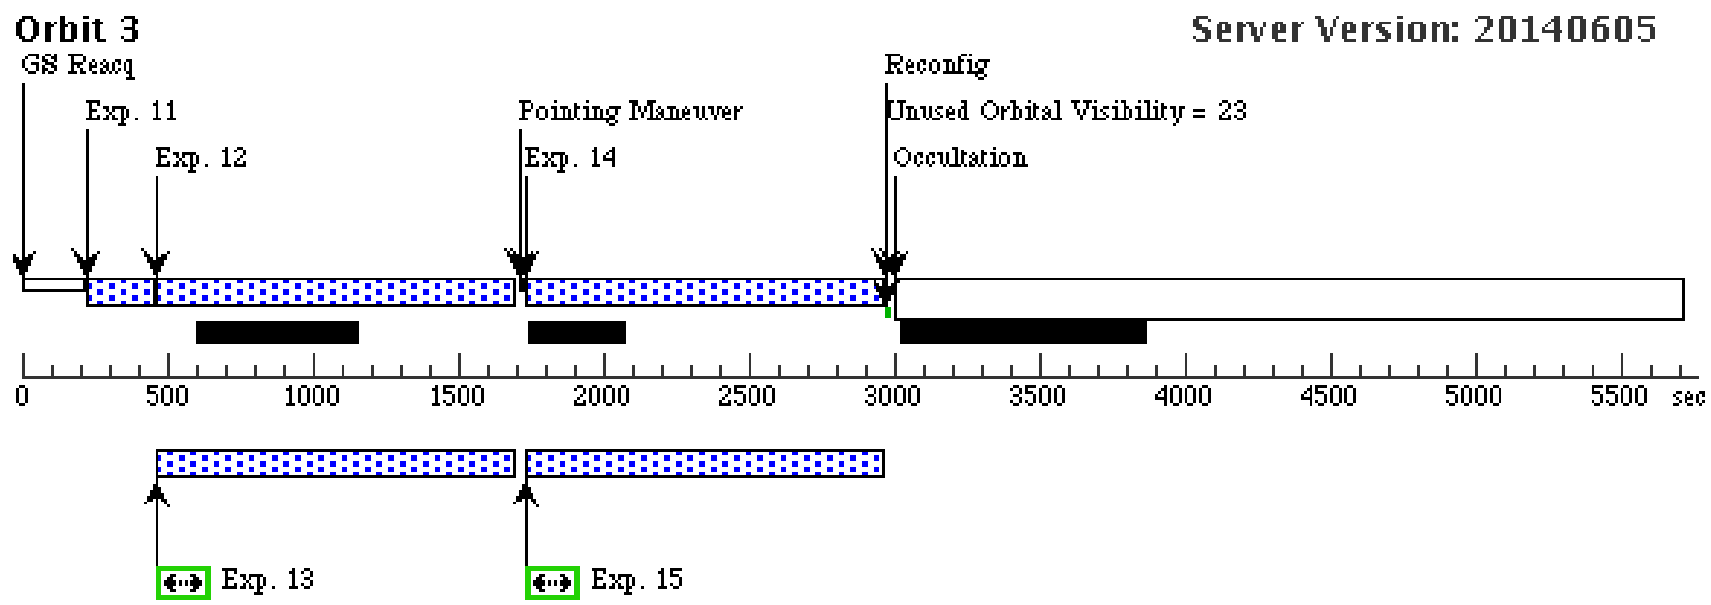 Orbit 3
Server Version: 20140605
GS Reacq
Reconfig
Exp. 11
Pointing Maneuver
Unused Orbital Visibility = 23
Exp. 12
Exp. 14
Occultation
0 500 1000 1500 2000 2500 3000 3500 4000 4500 5000 5500 sec
Exp. 13
Exp. 15